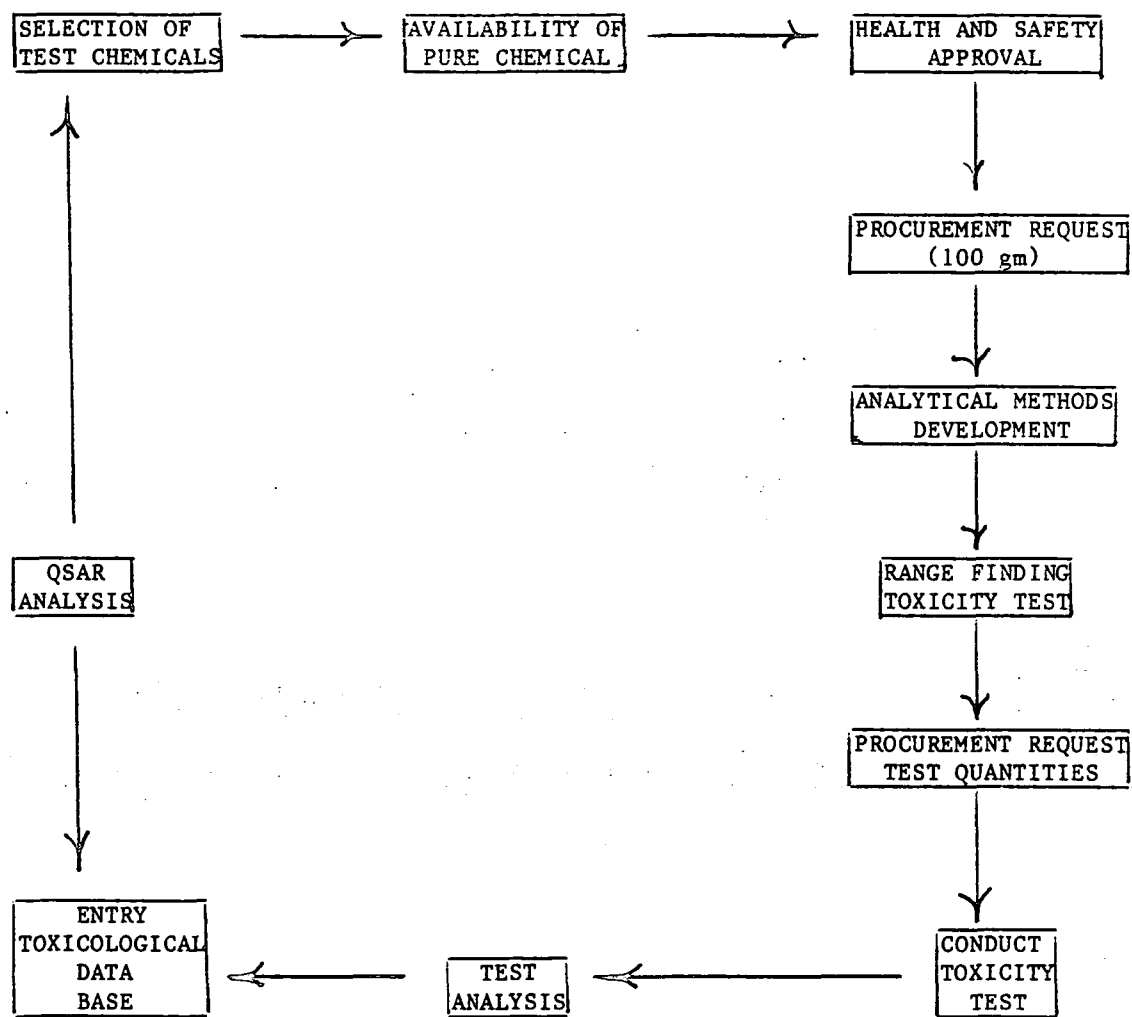 SELECTION OF
TEST CHEMICALS
AVAILABILITY OF
PURE CHEMICAL
HEALTH AND SAFETY
APPROVAL
PROCUREMENT REQUEST
(100 gm)
ANALYTICAL METHODS
DEVELOPMENT
QSAR
ANALYSIS
RANGE FINDING
TOXICITY TEST
PROCUREMENT REQUEST
TEST QUANTITIES
ENTRY
TOXICOLOGICAL
DATA
BASE
TEST
ANALYSIS
CONDUCT
TOXICITY
TEST